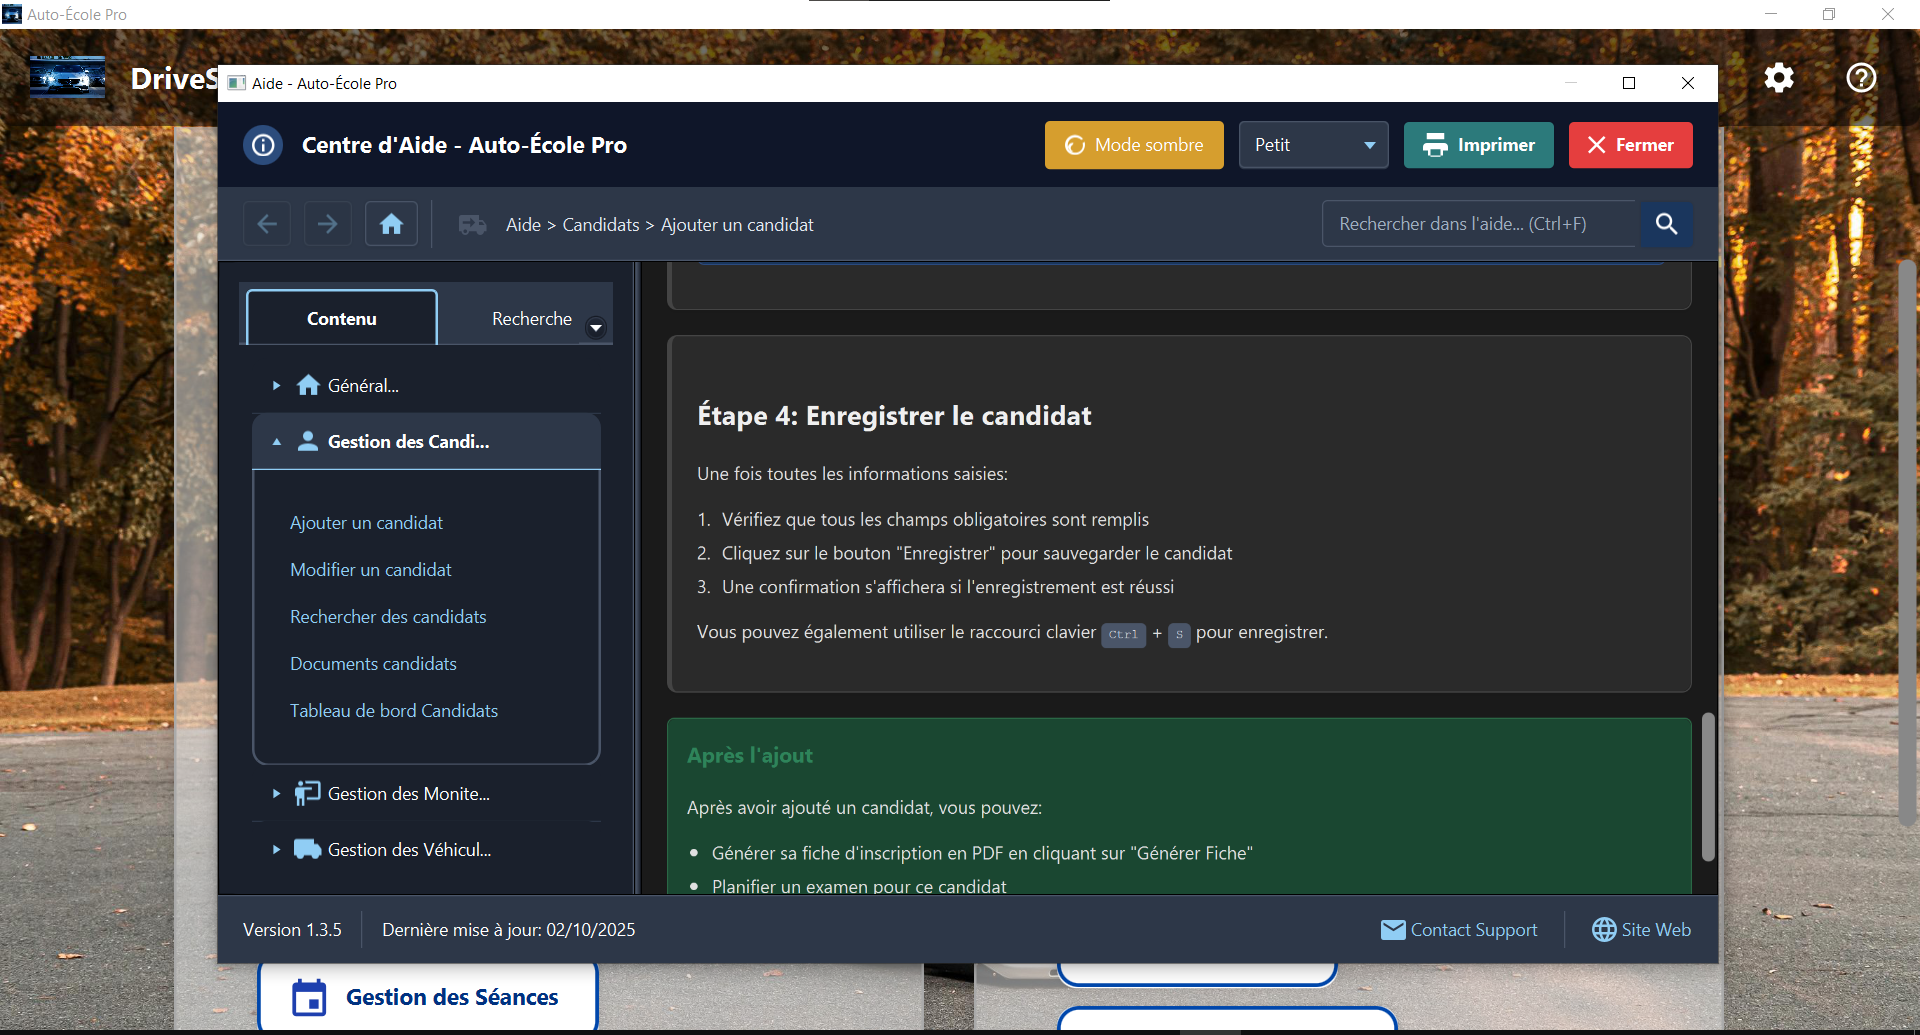 Auto-École Pro
DriveS
Aide - Auto-École Pro
Centre d'Aide - Auto-École Pro
Mode sombre
Petit
Imprimer
Fermer
Aide > Candidats > Ajouter un candidat
Rechercher dans l'aide... (Ctrl+F)
Contenu
Recherche
Général...
Gestion des Candi...
Ajouter un candidat
Modifier un candidat
Rechercher des candidats
Documents candidats
Tableau de bord Candidats
Gestion des Monite...
Gestion des Véhicul...
Étape 4: Enregistrer le candidat
Une fois toutes les informations saisies:
1. Vérifiez que tous les champs obligatoires sont remplis
2. Cliquez sur le bouton "Enregistrer" pour sauvegarder le candidat
3. Une confirmation s'affichera si l'enregistrement est réussi
Vous pouvez également utiliser le raccourci clavier Ctrl + S pour enregistrer.
Après l'ajout
Après avoir ajouté un candidat, vous pouvez:
• Générer sa fiche d'inscription en PDF en cliquant sur "Générer Fiche"
• Planifier un examen pour ce candidat
Version 1.3.5
Dernière mise à jour: 02/10/2025
Contact Support
Site Web
Gestion des Séances